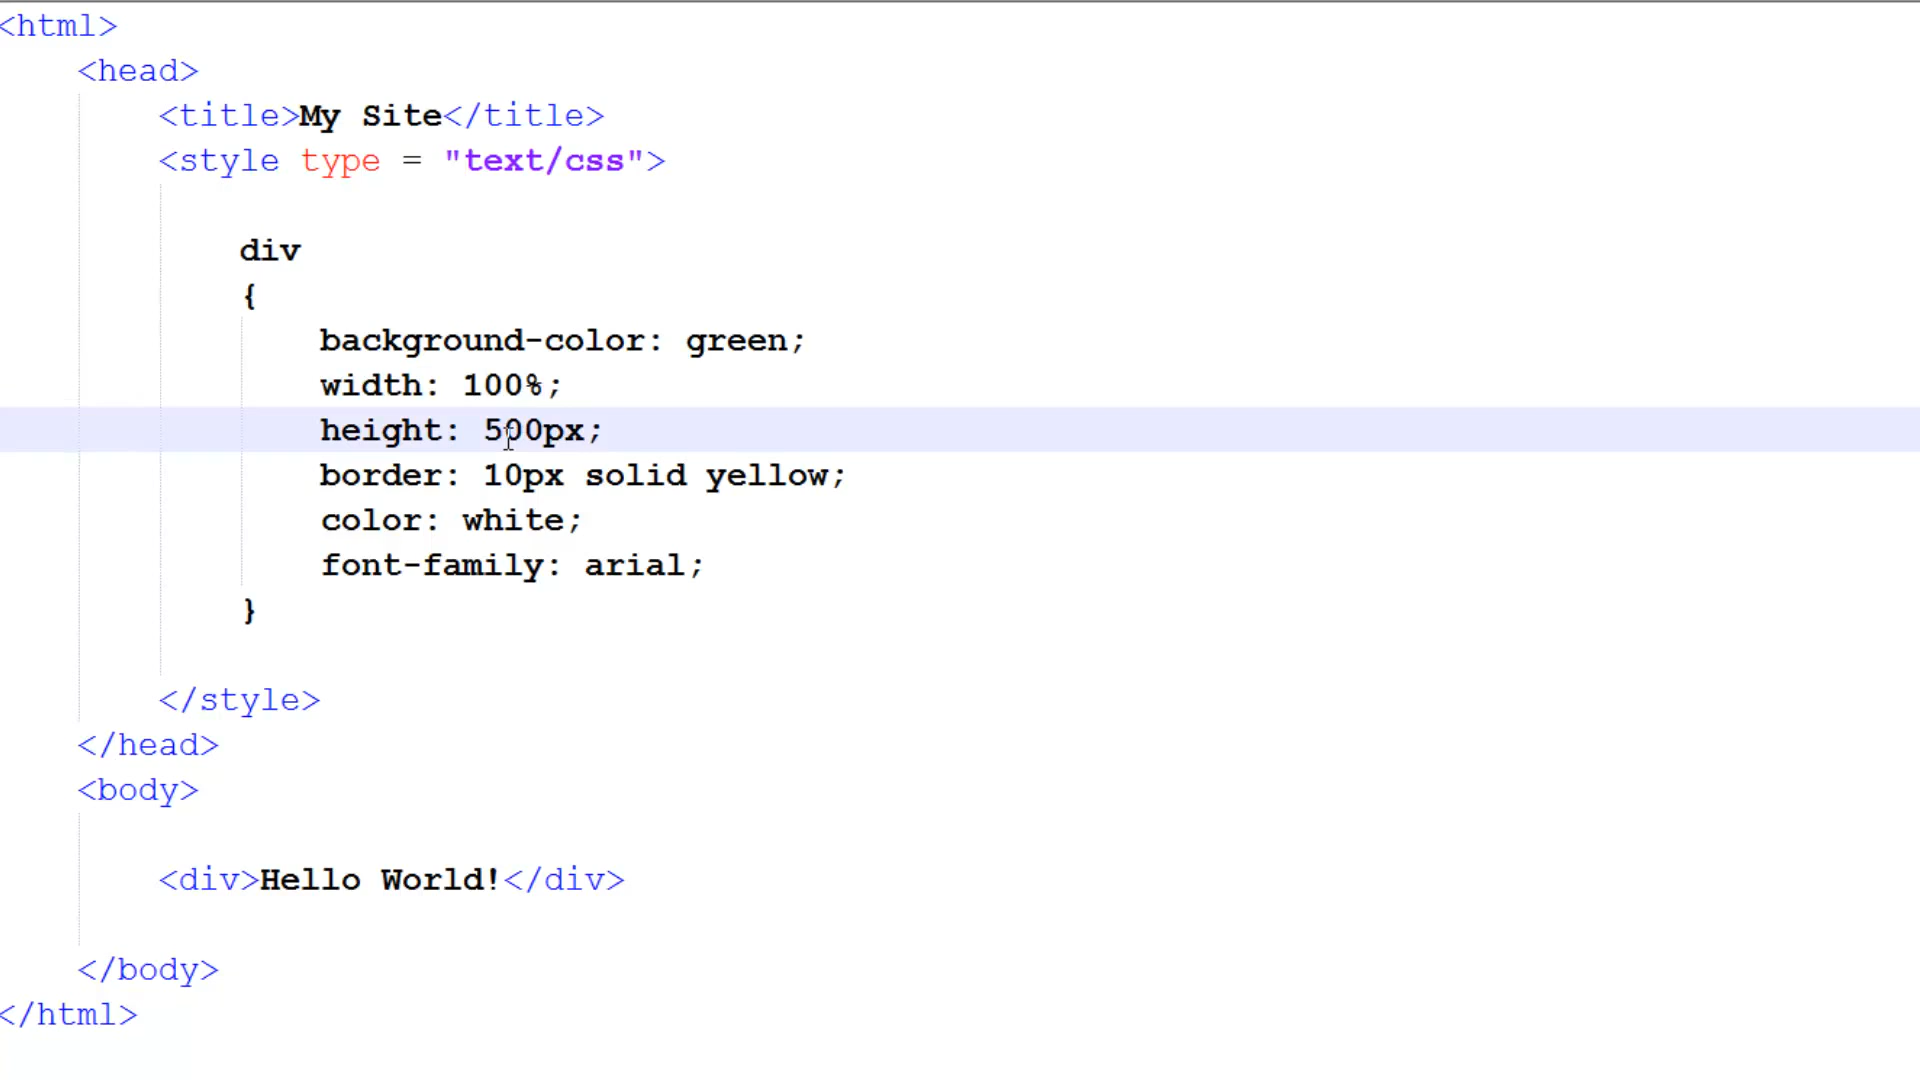 <html>
<head>
<title>My Site</title>
<style type = "text/css">
div
{
background-color: green;
width: 100%;
height: 500px;
border: 10px solid yellow;
color: white;
font-family: arial;
}
</style>
</head>
<body>
<div>Hello World!</div>
</body>
</html>